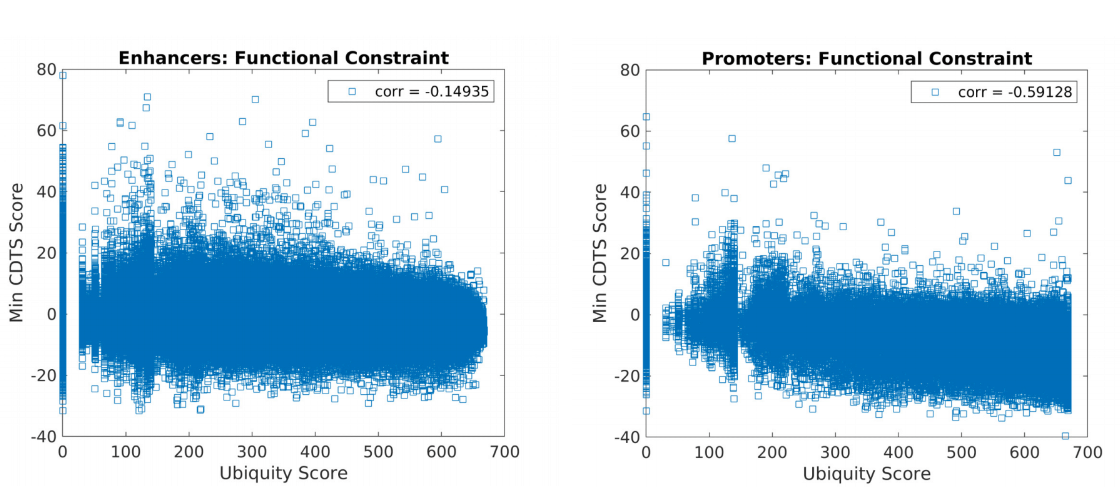 Enhancers: Functional Constraint
corr = -0.14935
80
60
40
20
0
-20
-40
Min CDTS Score
0 100 200 300 400 500 600 700
Ubiquity Score
Promoters: Functional Constraint
corr = -0.59128
80
60
40
20
0
-20
-40
Min CDTS Score
0 100 200 300 400 500 600 700
Ubiquity Score